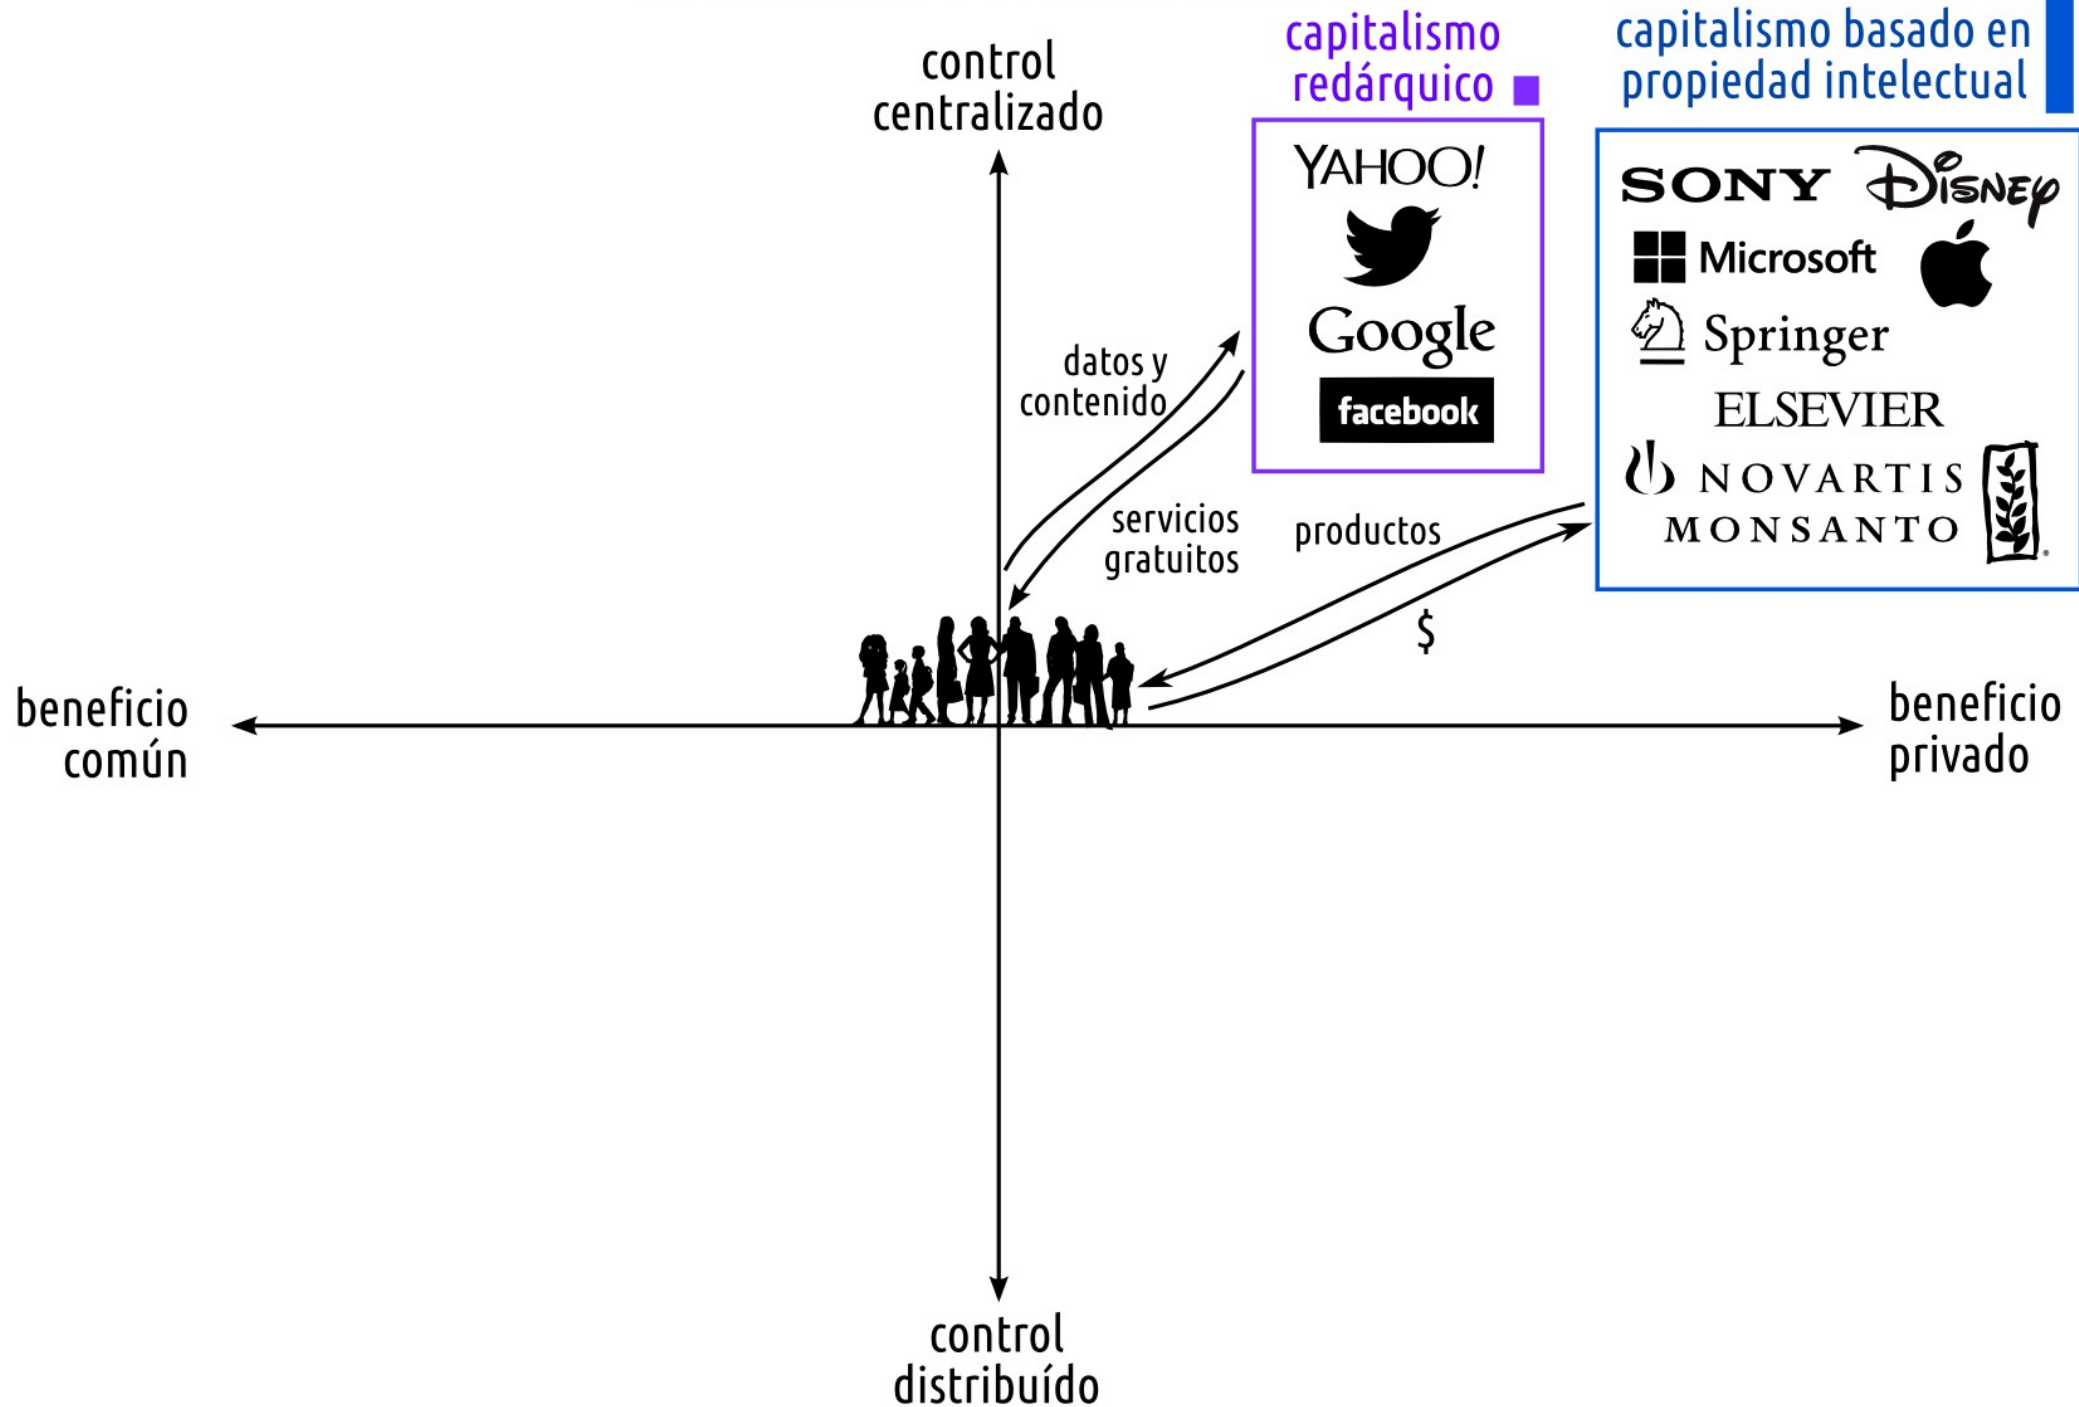 control
centralizado
capitalismo
redárquico
capitalismo basado en
propiedad intelectual
YAHOO!
Google
facebook
SONY
DISNEY
Microsoft
Springer
ELSEVIER
NOVARTIS
MONSANTO
®
datos y
contenido
servicios
gratuitos
productos
$
beneficio
común
beneficio
privado
control
distribuído